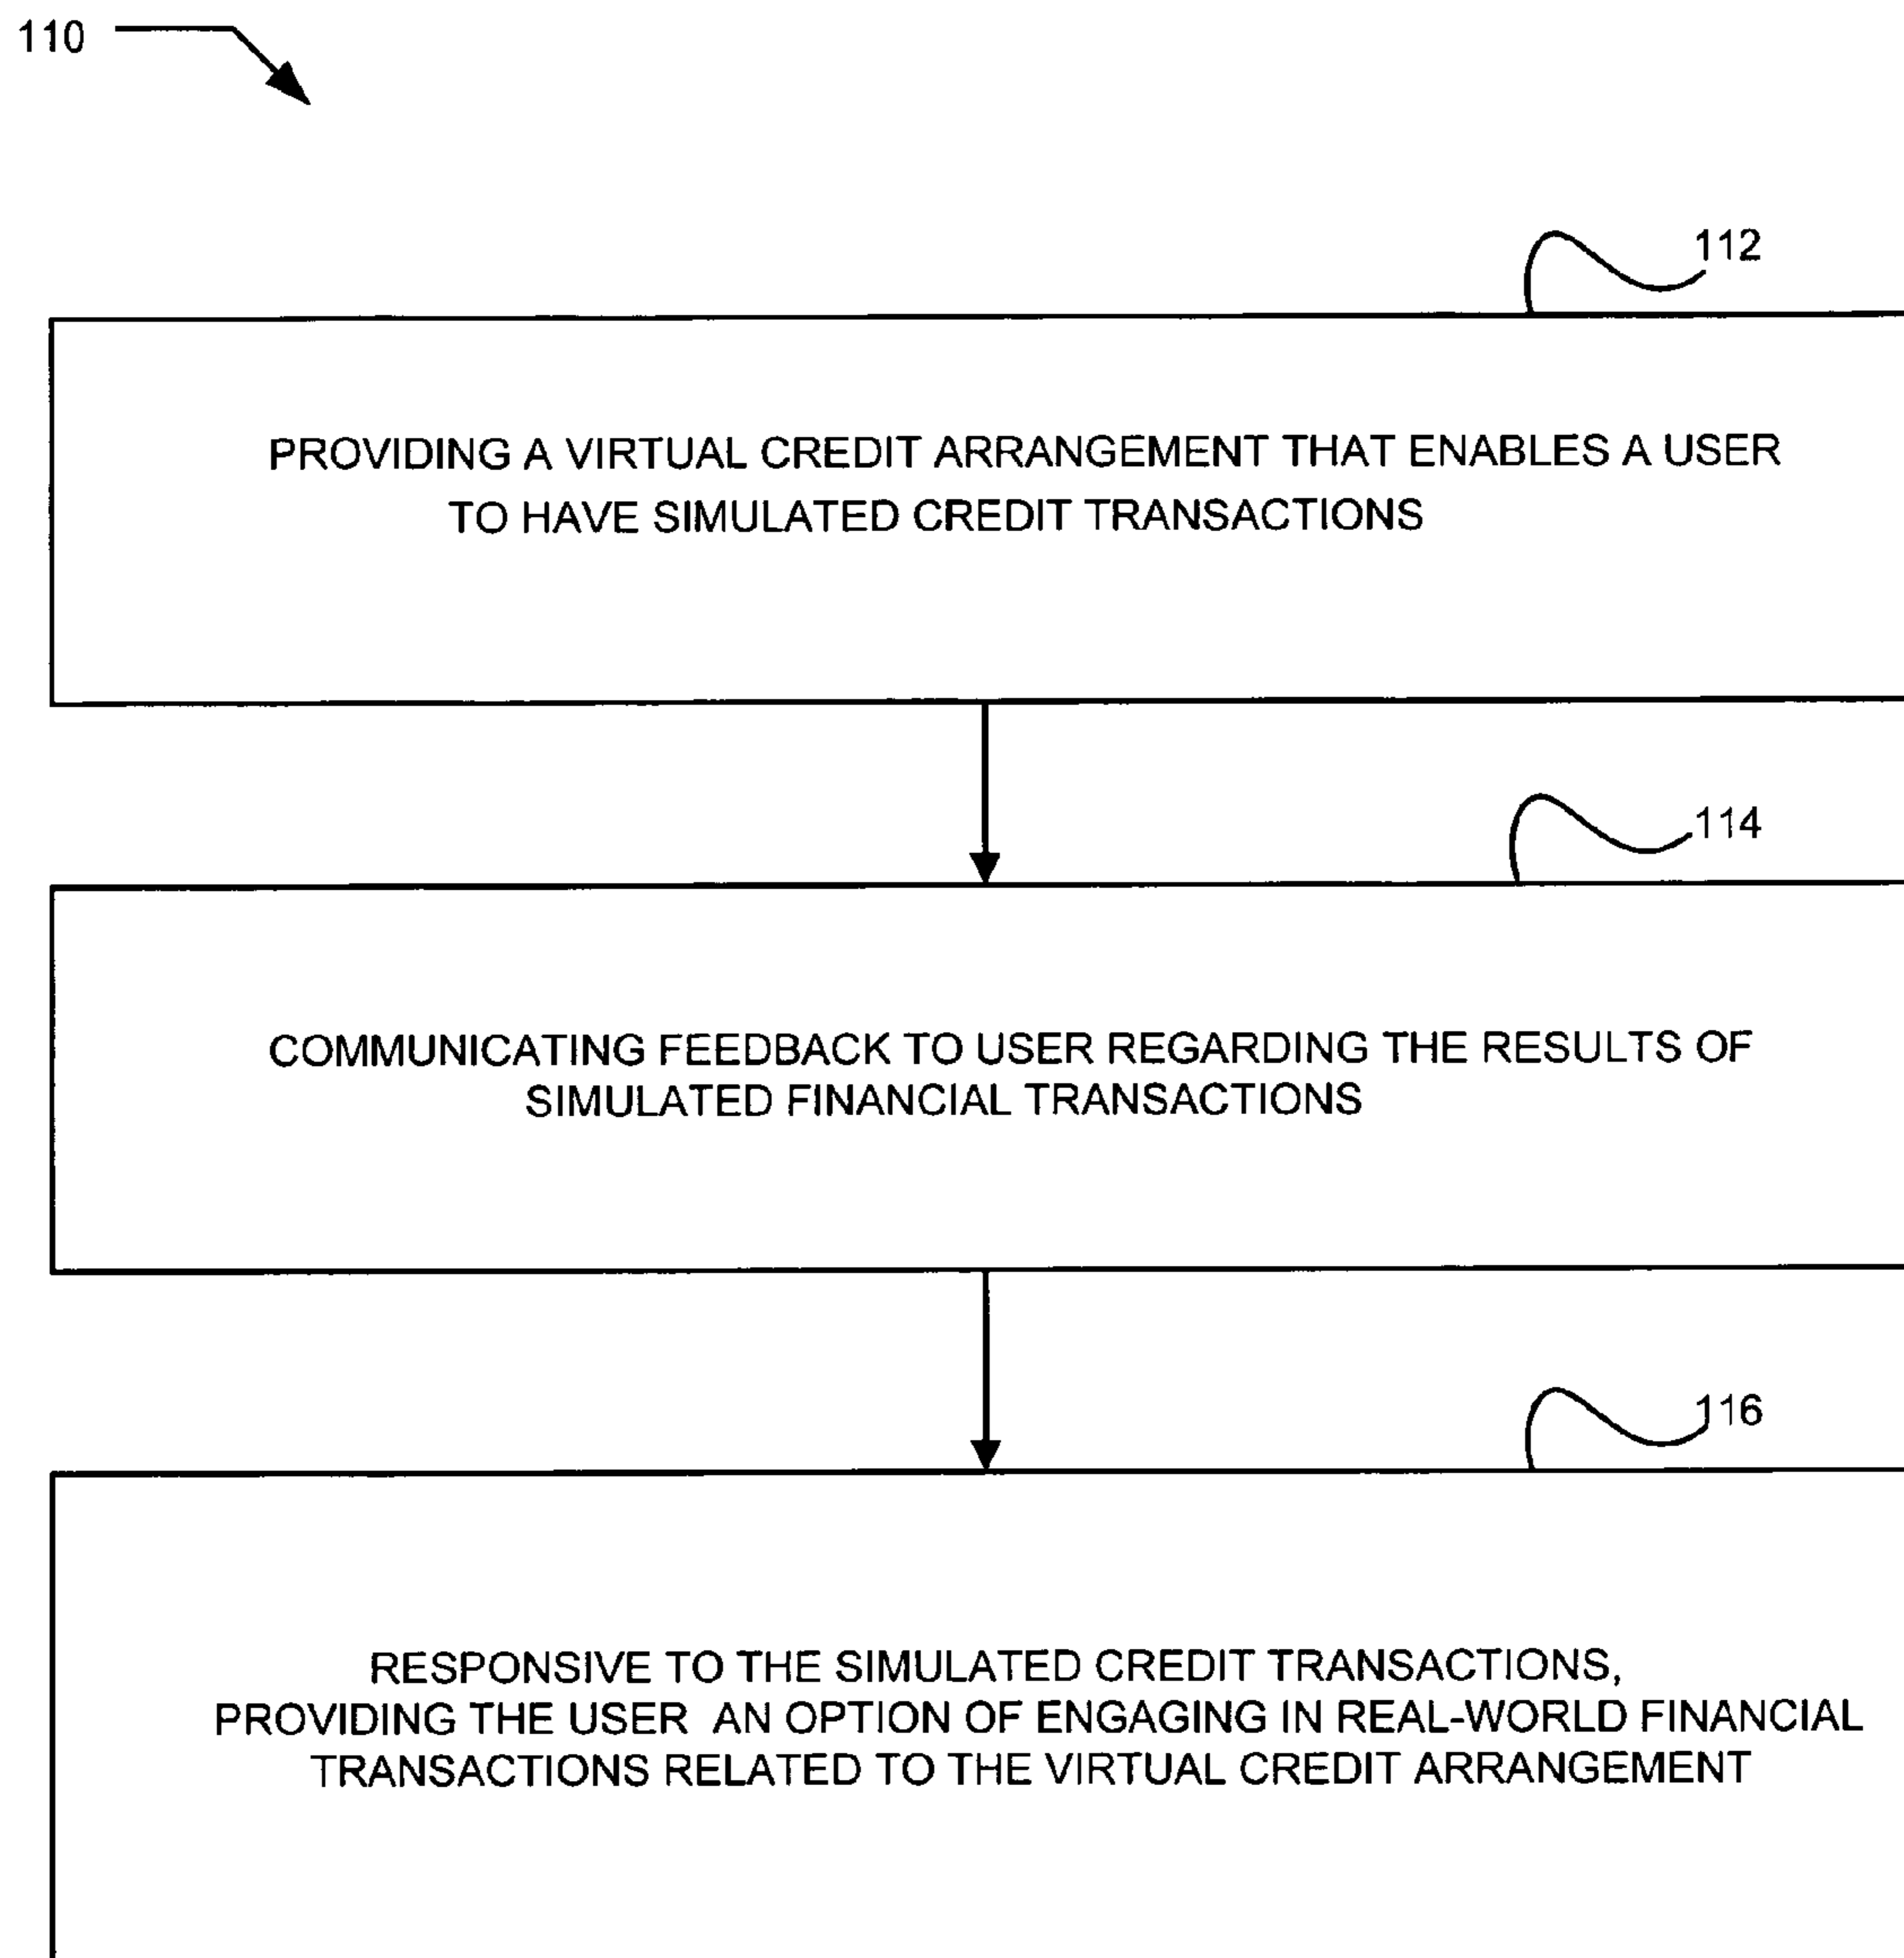 110
112
PROVIDING A VIRTUAL CREDIT ARRANGEMENT THAT ENABLES A USER
TO HAVE SIMULATED CREDIT TRANSACTIONS
114
COMMUNICATING FEEDBACK TO USER REGARDING THE RESULTS OF
SIMULATED FINANCIAL TRANSACTIONS
116
RESPONSIVE TO THE SIMULATED CREDIT TRANSACTIONS,
PROVIDING THE USER AN OPTION OF ENGAGING IN REAL-WORLD FINANCIAL
TRANSACTIONS RELATED TO THE VIRTUAL CREDIT ARRANGEMENT